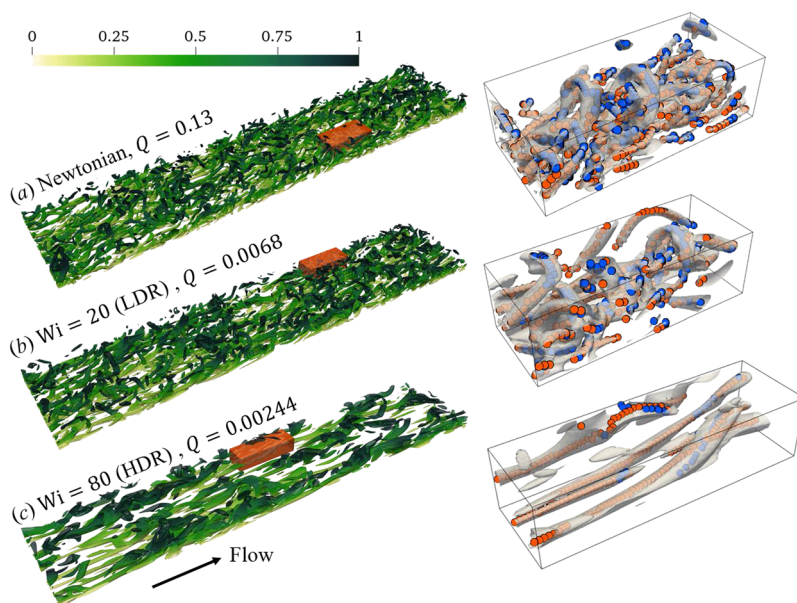 0 0.25 0.5 0.75 1
(a) Newtonian, Q = 0.13
(b) Wi = 20 (LDR) , Q = 0.0068
(c) Wi = 80 (HDR) , Q = 0.00244
Flow